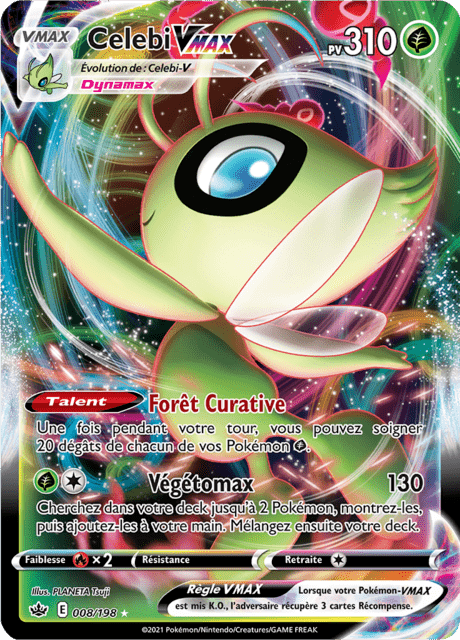 VMAX
Celebi VMAX
PV 310
Évolution de : Celebi-V
Dynamax
Talent Forêt Curative
Une fois pendant votre tour, vous pouvez soigner
20 dégâts de chacun de vos Pokémon .
Végétomax 130
Cherchez dans votre deck jusqu'à 2 Pokémon, montrez-les,
puis ajoutez-les à votre main. Mélangez ensuite votre deck.
Faiblesse × 2 Résistance Retraite
Illus. PLANETA Tsuji
Règle VMAX Lorsque votre Pokémon-VMAX
est mis K.O., l'adversaire récupère 3 cartes Récompense.
E 008/198
©2021 Pokémon/Nintendo/Creatures/GAME FREAK